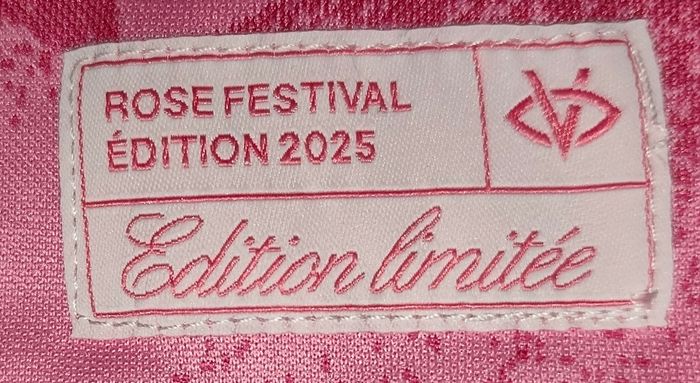 ROSE FESTIVAL
ÉDITION 2025
Edition limitée